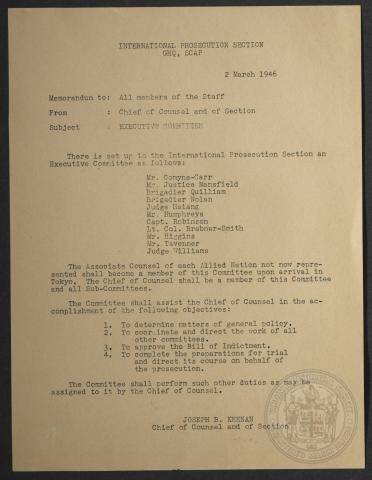 INTERNATIONAL PROSECUTION SECTION
GHQ, SCAP
2 March 1946
Memorandum to: All members of the Staff
From : Chief of Counsel and of Section
Subject : EXECUTIVE COMMITTEE
There is set up in the International Prosecution Section an
Executive Committee as follows:
Mr. Comyns-Carr
Mr. Justice Mansfield
Brigadier Quilliam
Brigadier Nolan
Judge Hsiang
Mr. Humphreys
Capt. Robinson
Lt. Col. Brabner-Smith
Mr. Higgins
Mr. Tavenner
Judge Williams
The Associate Counsel of each Allied Nation not now repre-
sented shall become a member of this Committee upon arrival in
Tokyo. The Chief of Counsel shall be a member of this Committee
and all Sub-Committees.
The Committee shall assist the Chief of Counsel in the ac-
complishment of the following objectives:
1. To determine matters of general policy.
2. To coordinate and direct the work of all
other committees.
3. To approve the Bill of Indictment.
4. To complete the preparations for trial
and direct its course on behalf of
the prosecution.
The Committee shall perform such other duties as may be
assigned to it by the Chief of Counsel.
JOSEPH B. KEENAN
Chief of Counsel and of Section